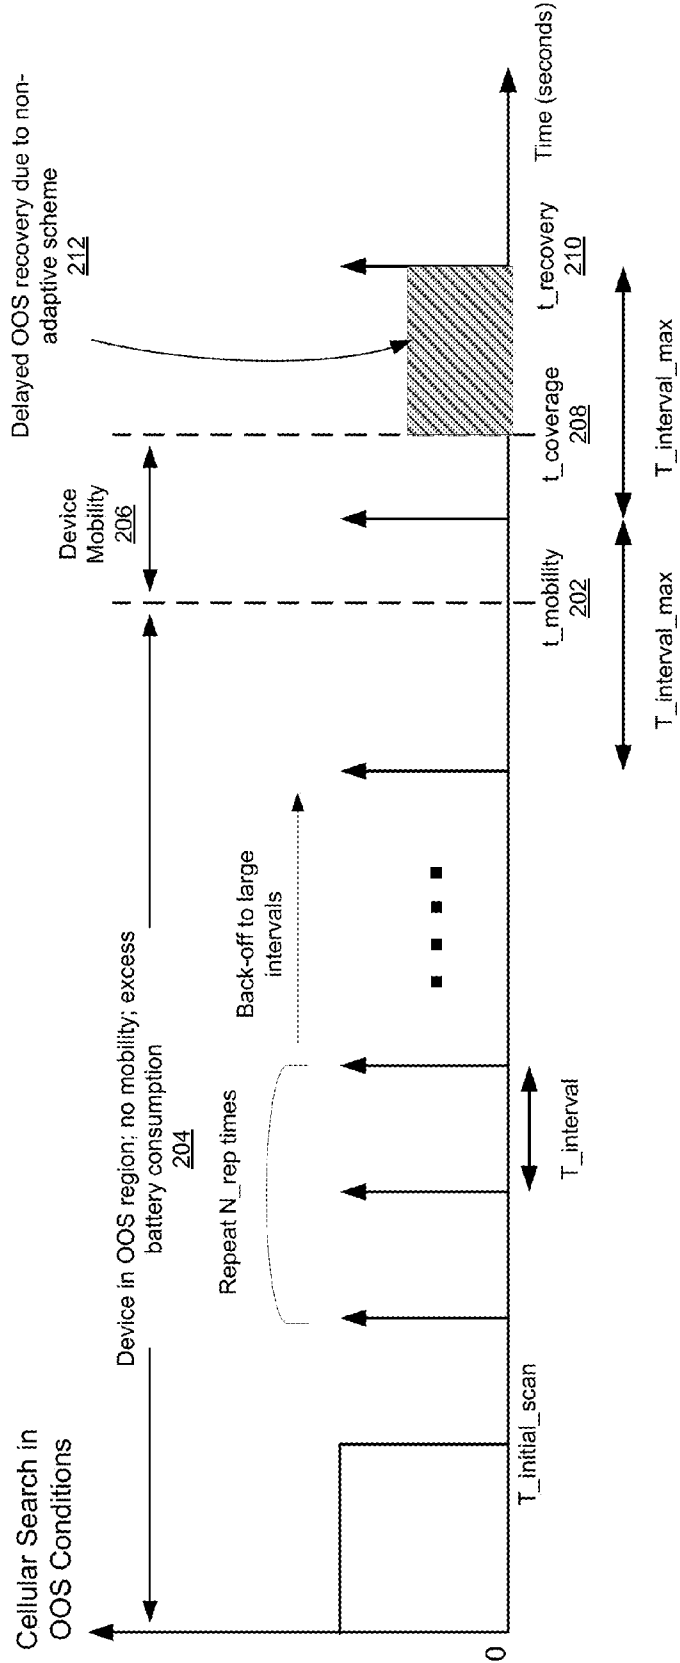 Cellular Search in
OOS Conditions
Device in OOS region; no mobility; excess
battery consumption
204
Device
Mobility
206
Delayed OOS recovery due to non-
adaptive scheme
212
Repeat N_rep times
Back-off to large
intervals
0
T_initial_scan
T_interval
t_mobility
202
t_coverage
208
t_recovery
210
Time (seconds)
T_interval_max
T_interval_max